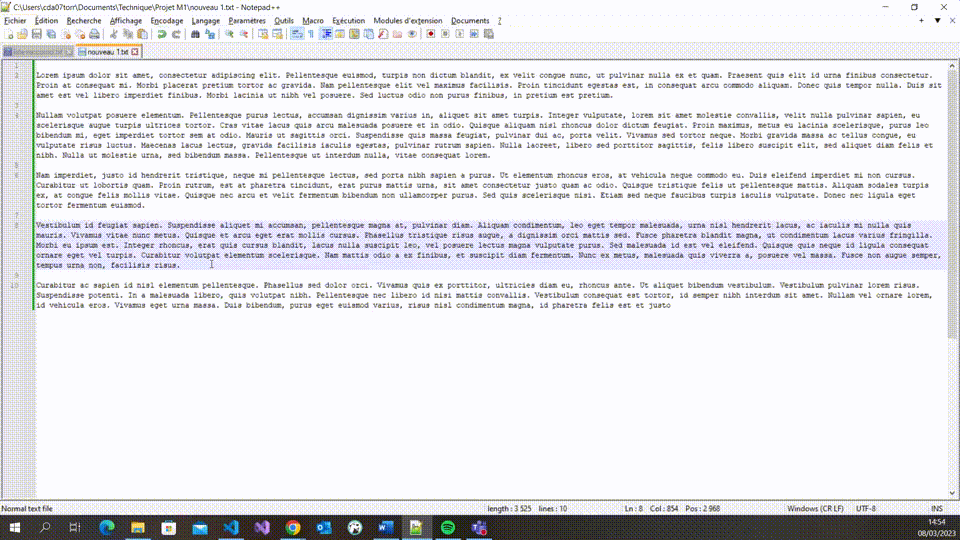 C:\Users\cda07torr\Documents\Technique\Projet M1\nouveau 1.txt - Notepad++
Fichier Édition Recherche Affichage Encodage Langage Paramètres Outils Macro Exécution Modules d'extension Documents ?
nouveau 1.txt
1
2
Lorem ipsum dolor sit amet, consectetur adipiscing elit. Pellentesque euismod, turpis non dictum blandit, ex velit congue nunc, ut pulvinar nulla ex et quam. Praesent quis elit id urna finibus consectetur.
Proin at consequat mi. Morbi placerat pretium tortor ac gravida. Nam pellentesque elit vel maximus facilisis. Proin tincidunt egestas est, in consequat arcu commodo aliquam. Donec quis tempor nulla. Duis sit
amet est vel libero imperdiet finibus. Morbi lacinia ut nibh vel posuere. Sed luctus odio non purus finibus, in pretium est pretium.
3
4
Nullam volutpat posuere elementum. Pellentesque purus lectus, accumsan dignissim varius in, aliquet sit amet turpis. Integer vulputate, lorem sit amet molestie convallis, velit nulla pulvinar sapien, eu
scelerisque augue turpis ultrices tortor. Cras vitae lacus quis arcu malesuada posuere et in odio. Quisque aliquam nisl rhoncus dolor dictum feugiat. Proin maximus, metus eu lacinia scelerisque, purus leo
bibendum mi, eget imperdiet tortor sem at odio. Mauris ut sagittis orci. Suspendisse quis massa feugiat, pulvinar dui ac, porta velit. Vivamus sed tortor neque. Morbi gravida massa ac tellus congue, eu
vulputate risus luctus. Maecenas lacus lectus, gravida facilisis iaculis egestas, pulvinar rutrum sapien. Nulla laoreet, libero sed porttitor sagittis, felis libero suscipit elit, sed aliquet diam felis et
nibh. Nulla ut molestie urna, sed bibendum massa. Pellentesque ut interdum nulla, vitae consequat lorem.
5
6
Nam imperdiet, justo id hendrerit tristique, neque mi pellentesque lectus, sed porta nibh sapien a purus. Ut elementum rhoncus eros, at vehicula neque commodo eu. Duis eleifend imperdiet mi non cursus.
Curabitur ut lobortis quam. Proin rutrum, est at pharetra tincidunt, erat purus mattis urna, sit amet consectetur justo quam ac odio. Quisque tristique felis ut pellentesque mattis. Aliquam sodales turpis
ex, at congue felis mollis vitae. Quisque nec arcu et velit fermentum bibendum non ullamcorper purus. Sed quis scelerisque nisl. Etiam sed neque faucibus turpis iaculis vulputate. Donec nec ligula eget
tortor fermentum euismod.
7
8
Vestibulum id feugiat sapien. Suspendisse aliquet mi accumsan, pellentesque magna at, pulvinar diam. Aliquam condimentum, leo eget tempor malesuada, urna nisl hendrerit lacus, ac iaculis mi nulla quis
mauris. Vivamus vitae nunc metus. Quisque et arcu eget erat mollis cursus. Phasellus tristique risus augue, a dignissim orci mattis sed. Fusce pharetra blandit magna, ut condimentum lacus varius fringilla.
Morbi eu ipsum est. Integer rhoncus, erat quis cursus blandit, lacus nulla suscipit leo, vel posuere lectus magna vulputate purus. Sed malesuada id est vel eleifend. Quisque quis neque id ligula consequat
ornare eget vel turpis. Curabitur volutpat elementum scelerisque. Nam mattis odio a ex finibus, et suscipit diam fermentum. Nunc ex metus, malesuada quis viverra a, posuere vel massa. Fusce non augue semper,
tempus urna non, facilisis risus.
9
10
Curabitur ac sapien id nisl elementum pellentesque. Phasellus sed dolor orci. Vivamus quis ex porttitor, ultricies diam eu, rhoncus ante. Ut aliquet bibendum vestibulum. Vestibulum pulvinar lorem risus.
Suspendisse potenti. In a malesuada libero, quis volutpat nibh. Pellentesque nec libero id nisi mattis convallis. Vestibulum consequat est tortor, id semper nibh interdum sit amet. Nullam vel ornare lorem,
id vehicula eros. Vivamus eget urna massa. Duis bibendum, purus eget euismod varius, risus nisl condimentum magna, id pharetra felis est et justo
Normal text file length : 3 525 lines : 10 Ln : 8 Col : 854 Pos : 2 968 Windows (CR LF) UTF-8 INS
14:54
08/03/2023